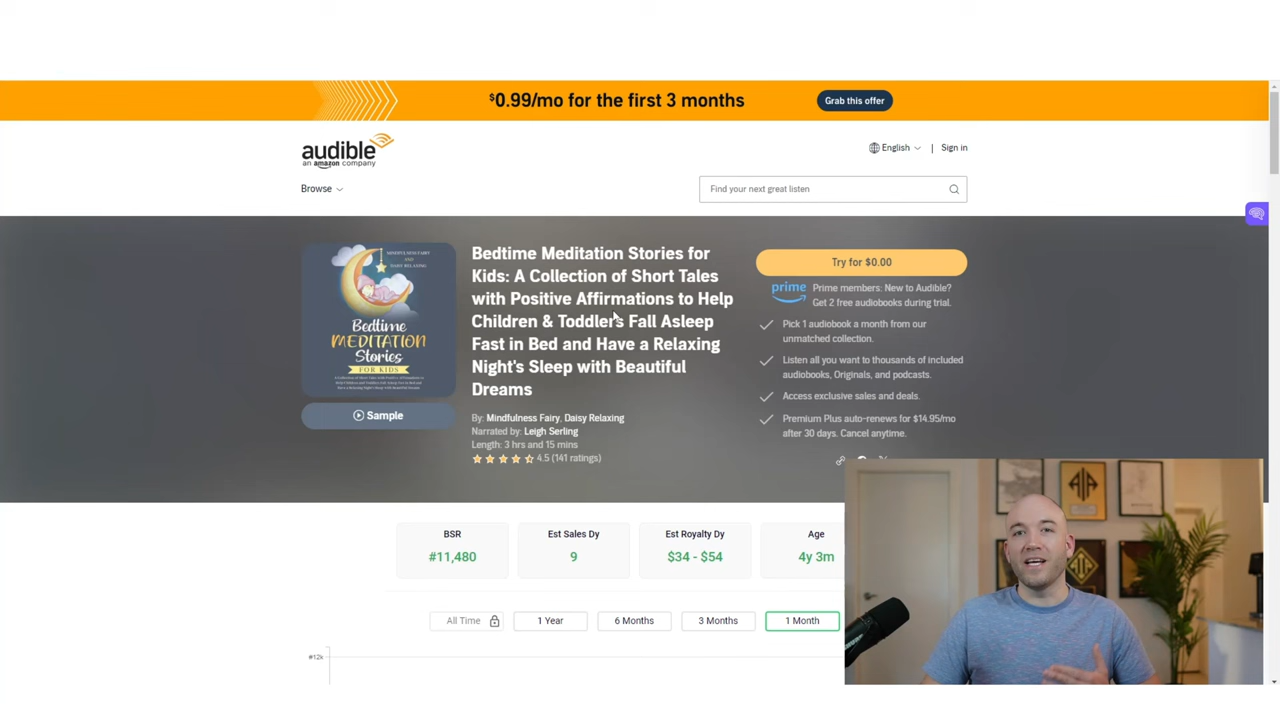 $0.99/mo for the first 3 months
Grab this offer
audible
an amazon company
English
|
Sign in
Browse
Find your next great listen
MINDFULNESS FAIRY
AND
DAISY RELAXING
Bedtime
MEDITATION
Stories
FOR KIDS
Sample
Bedtime Meditation Stories for
Kids: A Collection of Short Tales
with Positive Affirmations to Help
Children & Toddlers Fall Asleep
Fast in Bed and Have a Relaxing
Night's Sleep with Beautiful
Dreams
By: Mindfulness Fairy, Daisy Relaxing
Narrated by: Leigh Serling
Length: 3 hrs and 15 mins
4.5 (141 ratings)
Try for $0.00
prime
Prime members: New to Audible?
Get 2 free audiobooks during trial.
Pick 1 audiobook a month from our
unmatched collection.
Listen all you want to thousands of included
audiobooks, Originals, and podcasts.
Access exclusive sales and deals.
Premium Plus auto-renews for $14.95/mo
after 30 days. Cancel anytime.
BSR
#11,480
Est Sales Dy
9
Est Royalty Dy
$34 - $54
Age
4y 3m
All Time
1 Year
6 Months
3 Months
1 Month
#12k